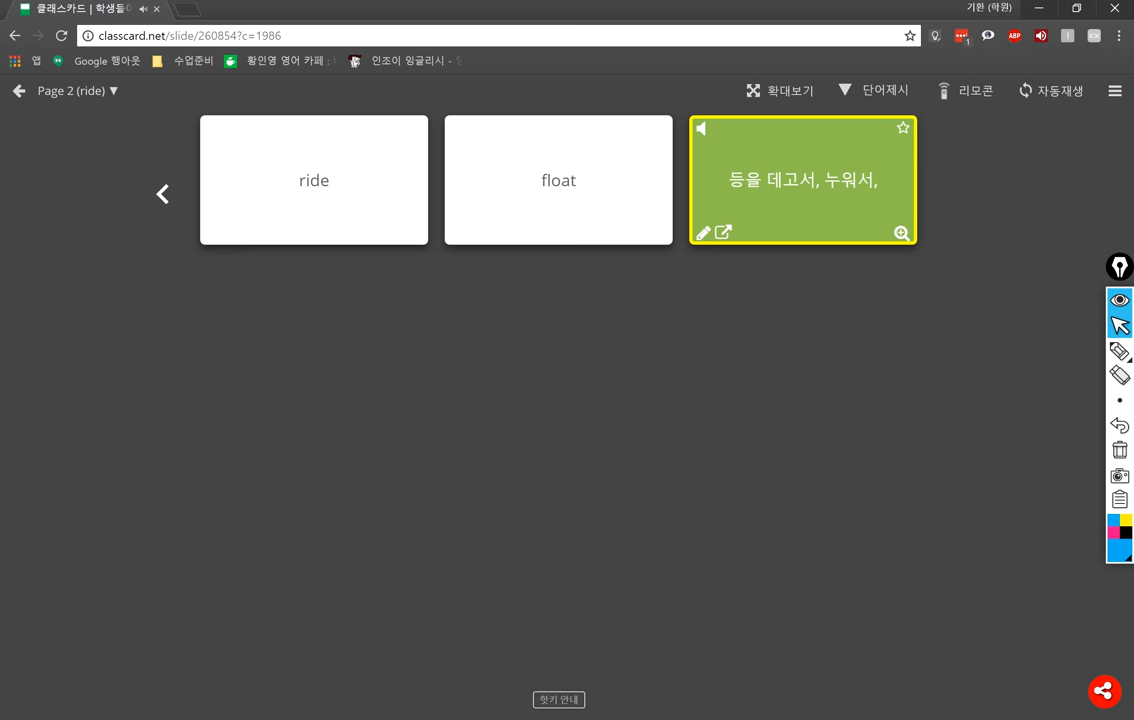 클래스카드 | 학생들이
기환 (학원)
classcard.net/slide/260854?c=1986
ABP
1
앱
Google 행아웃
수업준비
황인영 영어 카페 :
인조이 잉글리시 -
Page 2 (ride) ▼
확대보기
▼ 단어제시
리모콘
자동재생
ride
float
등을 데고서, 누워서,
핫키 안내